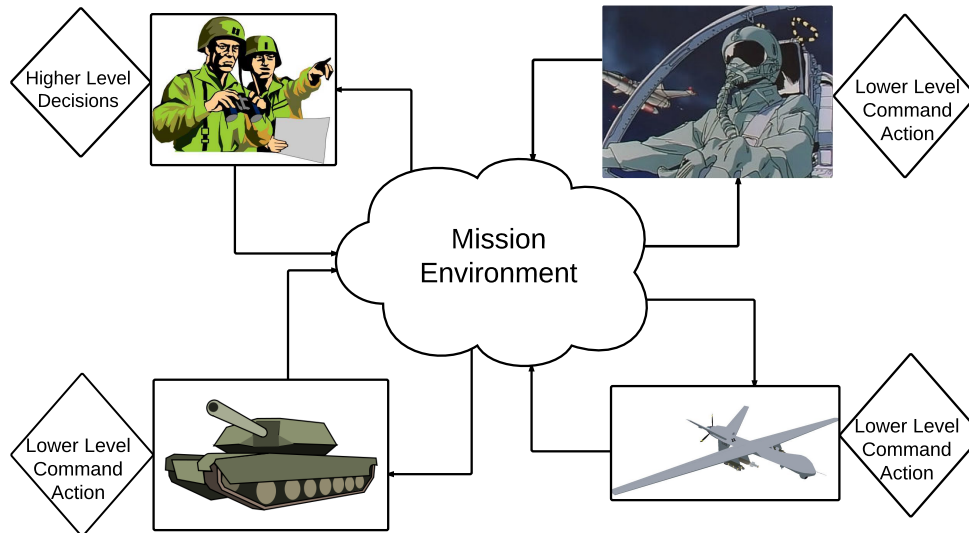 Higher Level
Decisions
Lower Level
Command
Action
Mission
Environment
Lower Level
Command
Action
Lower Level
Command
Action